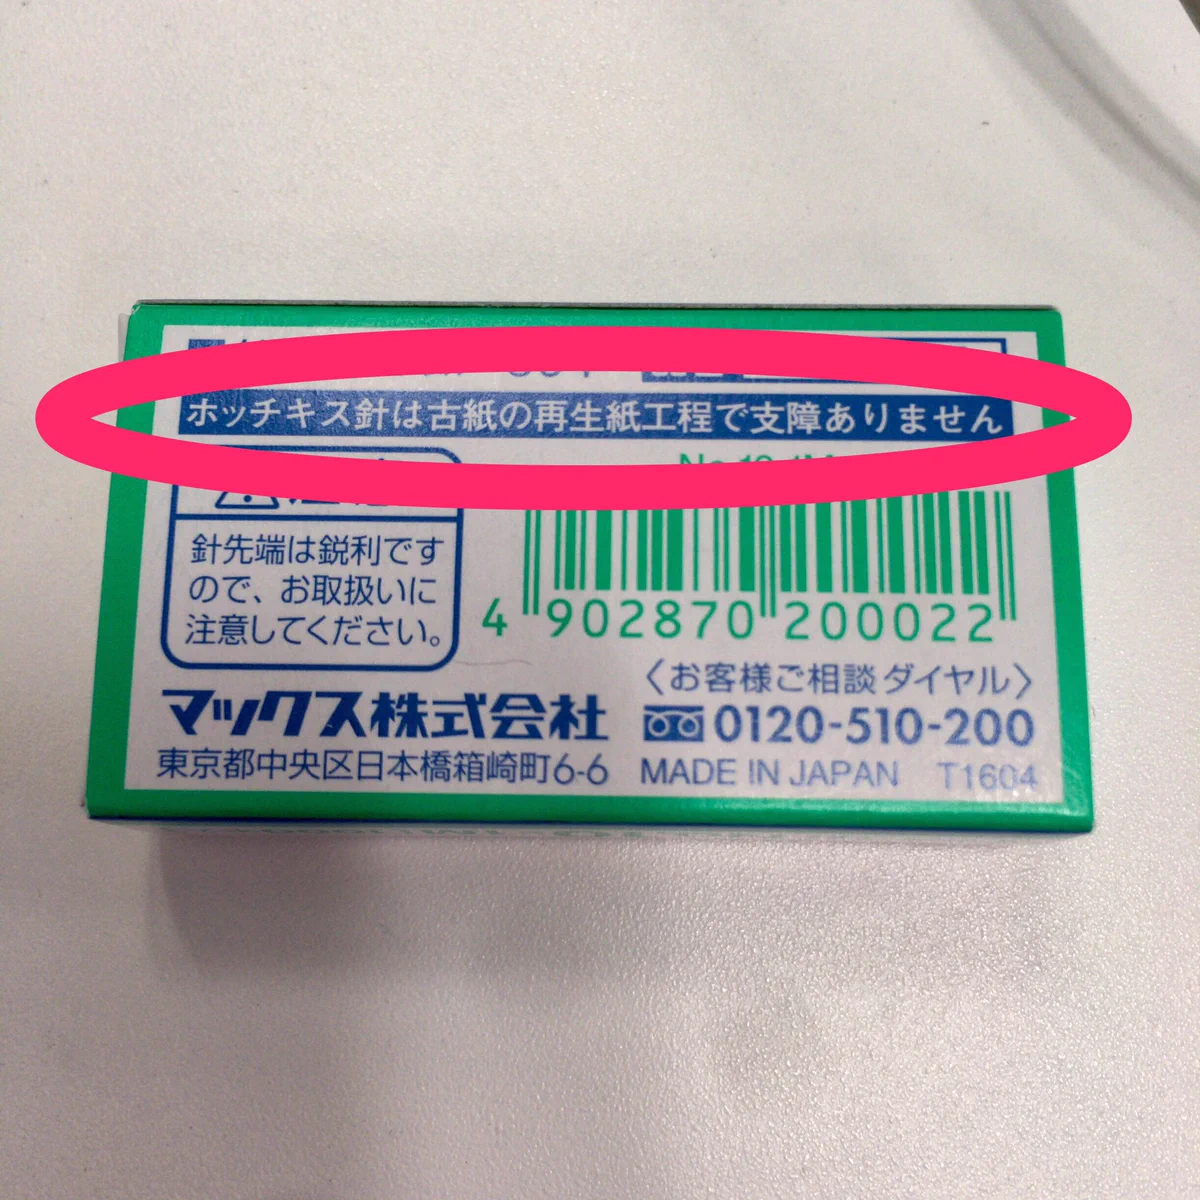 ホッチキス針は古紙の再生紙工程で支障ありません
針先端は鋭利です
ので、お取扱いに
注意してください。
4 902870 200022
〈お客様ご相談ダイヤル〉
マックス株式会社
0120-510-200
東京都中央区日本橋箱崎町6-6
MADE IN JAPAN T1604